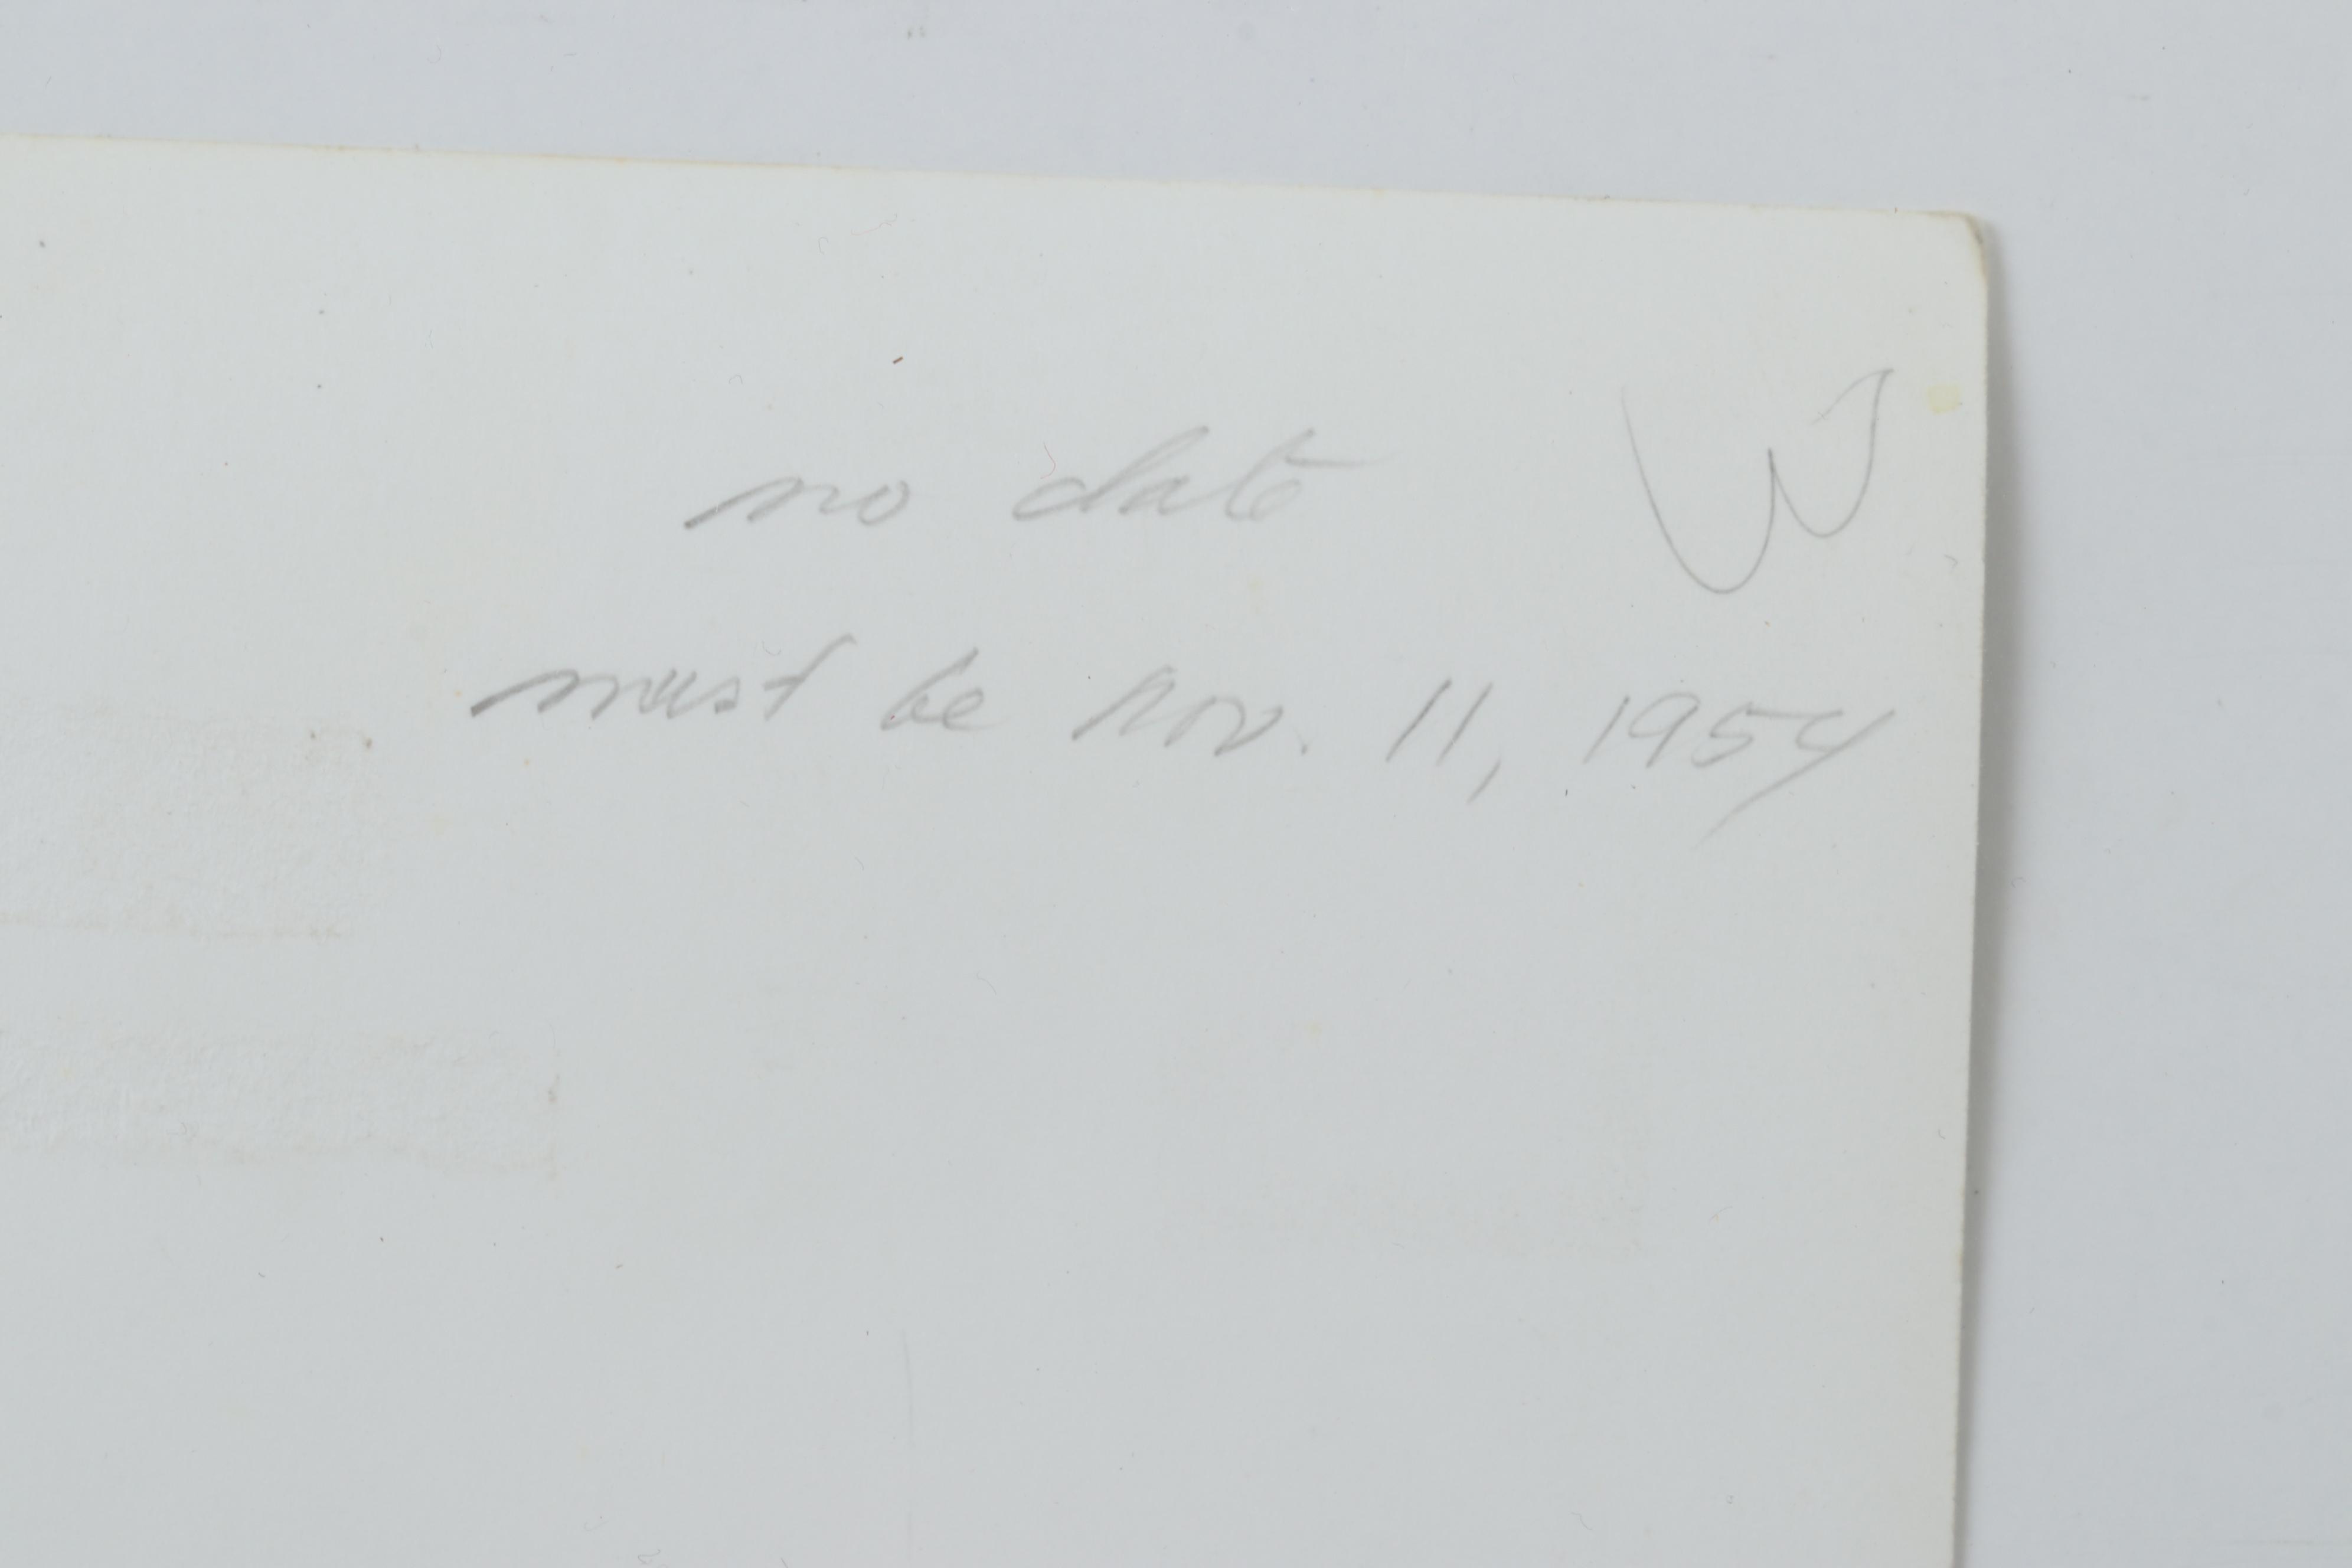 no date
W
must be Nov. 11, 1954